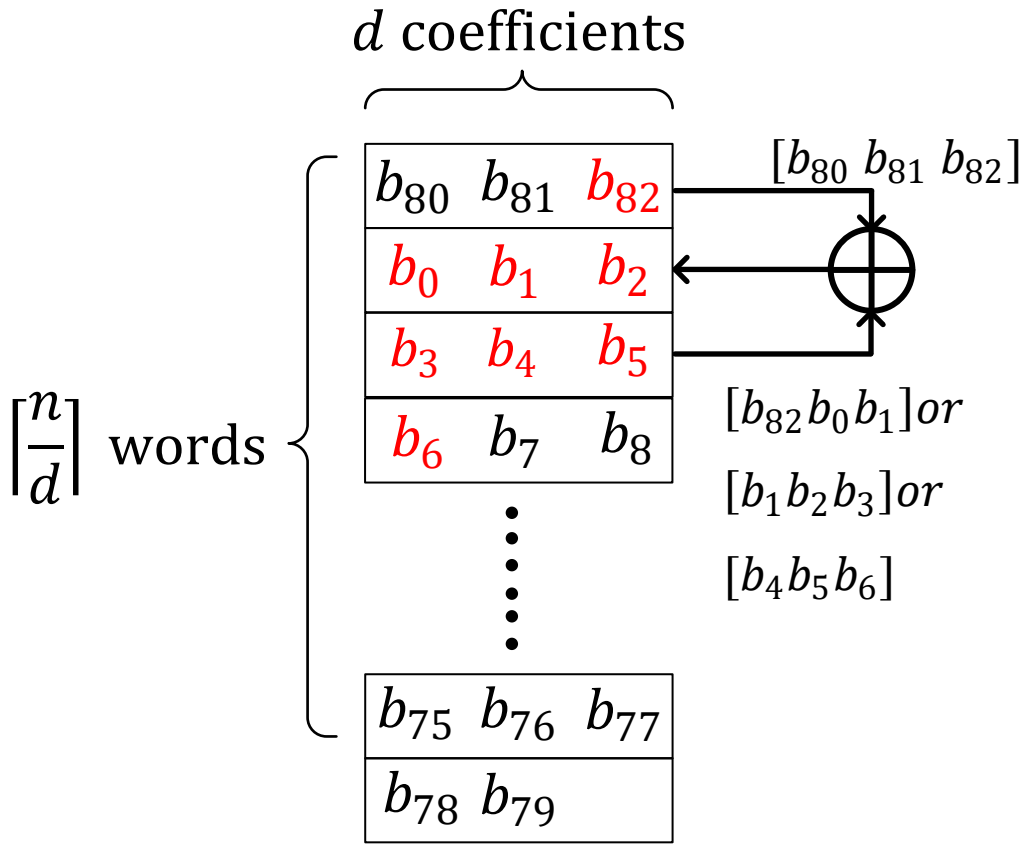 d coefficients
b80 b81 b82
b0 b1 b2
b3 b4 b5
b6 b7 b8
b75 b76 b77
b78 b79
⌈n/d⌉ words
[b80 b81 b82]
[b82b0b1]or
[b1b2b3]or
[b4b5b6]